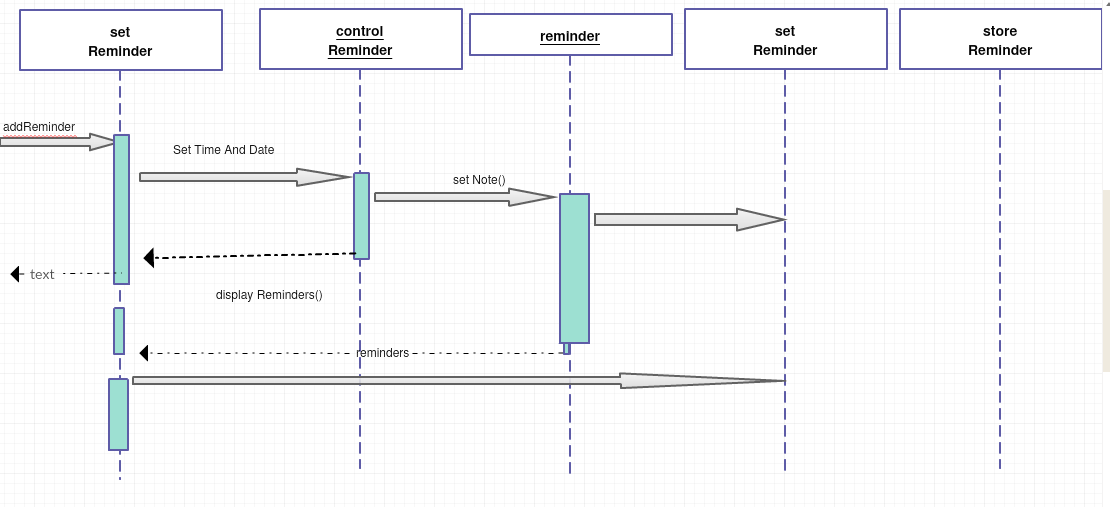 set
Reminder
control
Reminder
reminder
set
Reminder
store
Reminder
addReminder
Set Time And Date
set Note()
text
display Reminders()
reminders